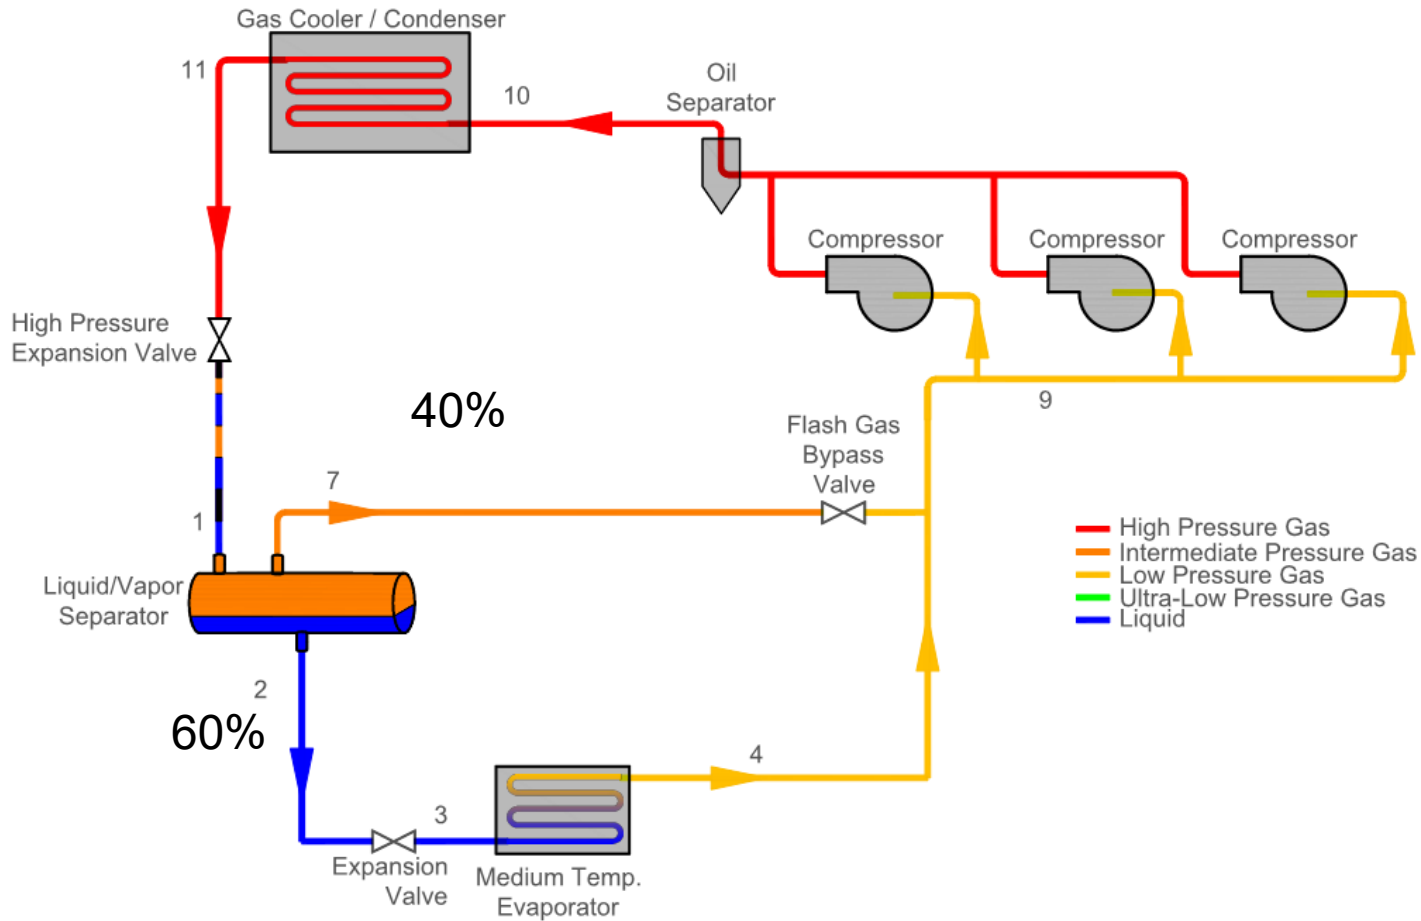 Gas Cooler / Condenser
11
10
Oil
Separator
Compressor
Compressor
Compressor
High Pressure
Expansion Valve
40%
9
Flash Gas
Bypass
Valve
7
1
High Pressure Gas
Intermediate Pressure Gas
Low Pressure Gas
Ultra-Low Pressure Gas
Liquid
Liquid/Vapor
Separator
2
60%
4
3
Expansion
Valve
Medium Temp.
Evaporator